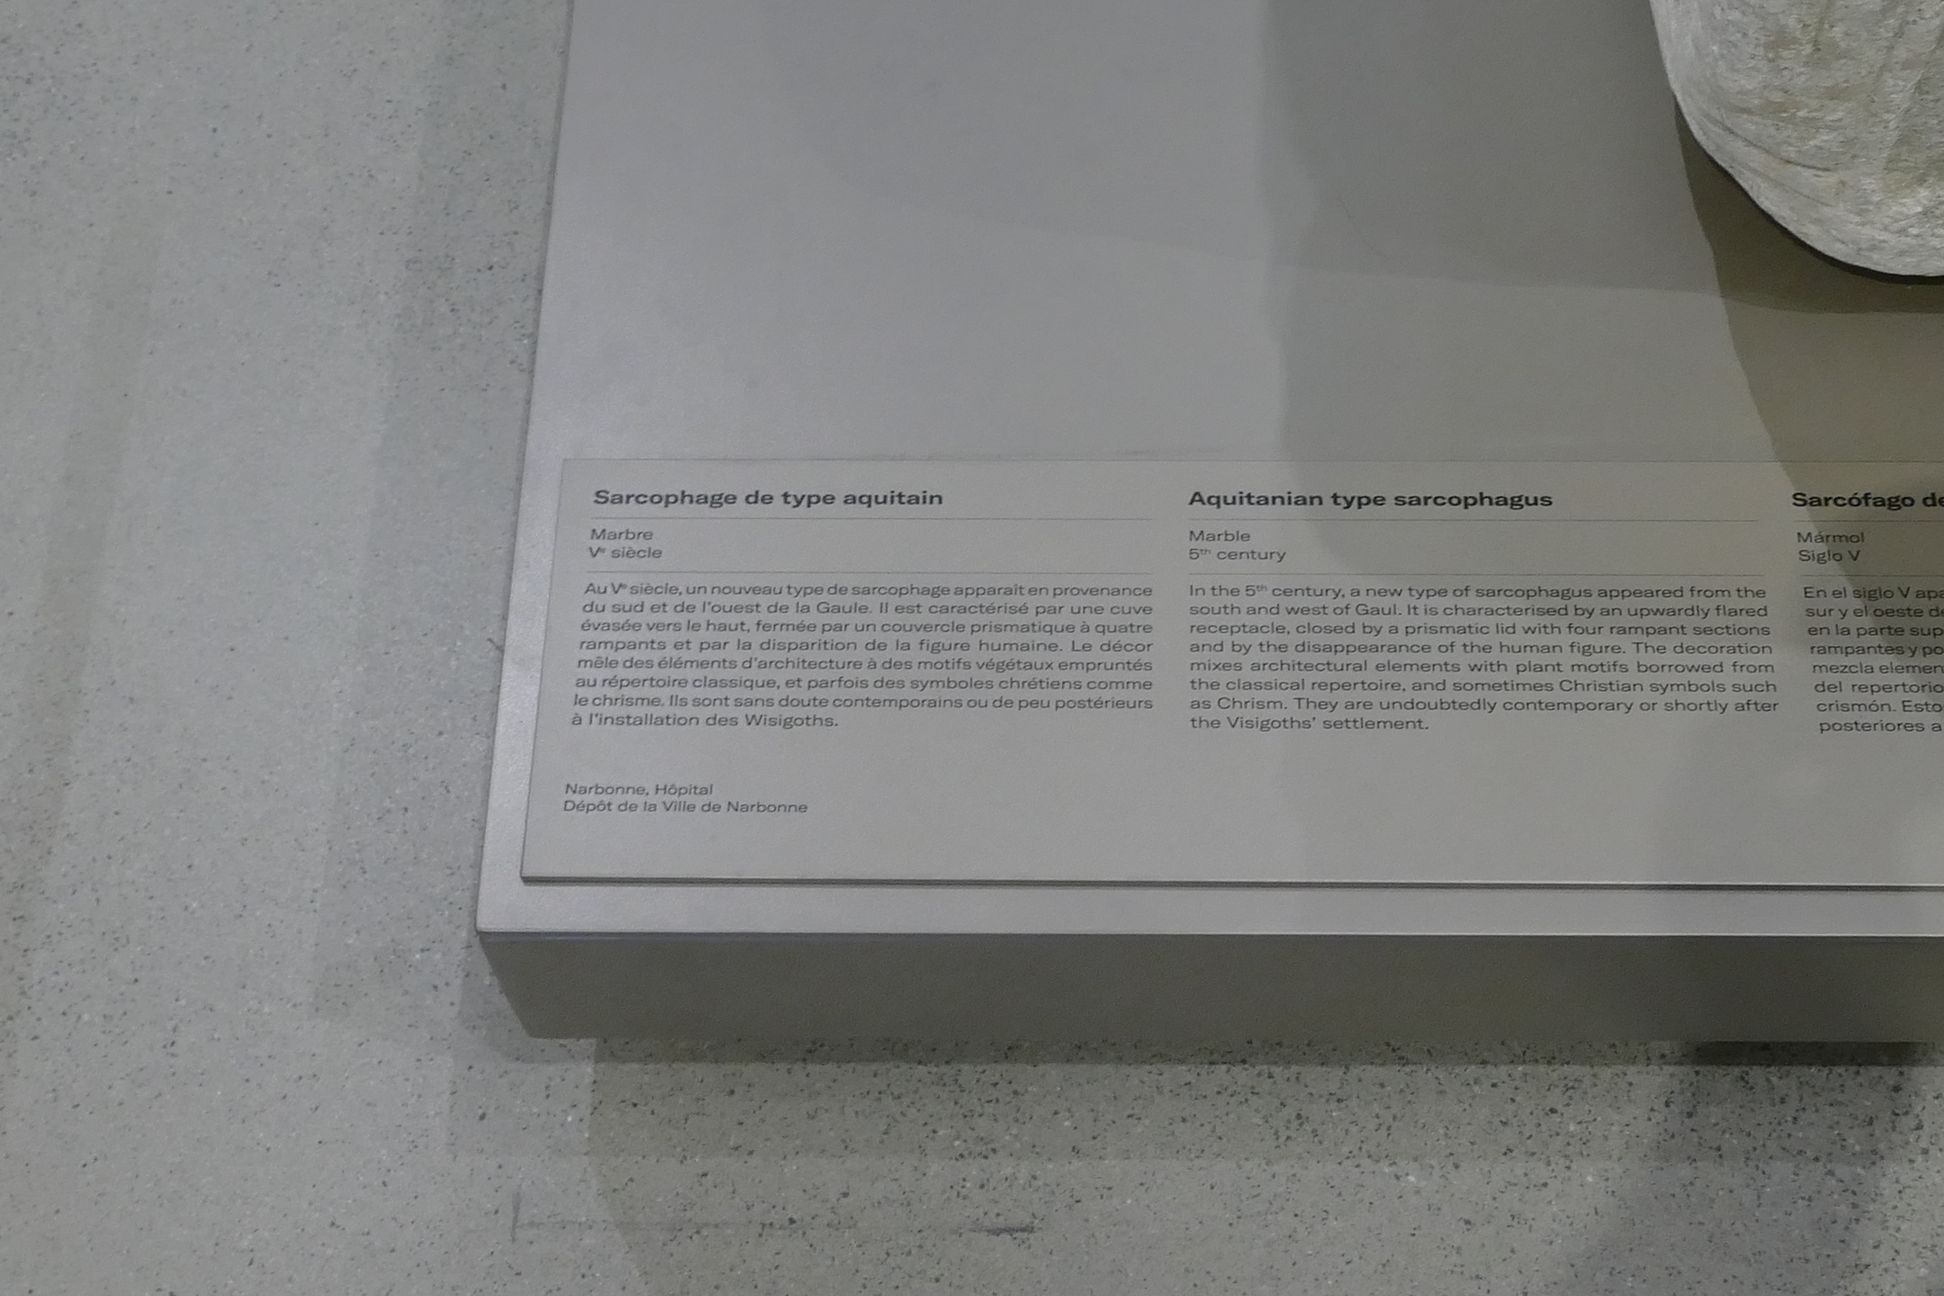 Sarcophage de type aquitain
Marbre
Vᵉ siècle
Au Vᵉ siècle, un nouveau type de sarcophage apparaît en provenance
du sud et de l'ouest de la Gaule. Il est caractérisé par une cuve
évasée vers le haut, fermée par un couvercle prismatique à quatre
rampants et par la disparition de la figure humaine. Le décor
mêle des éléments d'architecture à des motifs végétaux empruntés
au répertoire classique, et parfois des symboles chrétiens comme
le chrisme. Ils sont sans doute contemporains ou de peu postérieurs
à l'installation des Wisigoths.
Narbonne, Hôpital
Dépôt de la Ville de Narbonne
Aquitanian type sarcophagus
Marble
5ᵗʰ century
In the 5ᵗʰ century, a new type of sarcophagus appeared from the
south and west of Gaul. It is characterised by an upwardly flared
receptacle, closed by a prismatic lid with four rampant sections
and by the disappearance of the human figure. The decoration
mixes architectural elements with plant motifs borrowed from
the classical repertoire, and sometimes Christian symbols such
as Chrism. They are undoubtedly contemporary or shortly after
the Visigoths' settlement.
Sarcófago de
Mármol
Siglo V
En el siglo V apa
sur y el oeste de
en la parte sup
rampantes y po
mezcla elemen
del repertorio
crismón. Esto
posteriores a